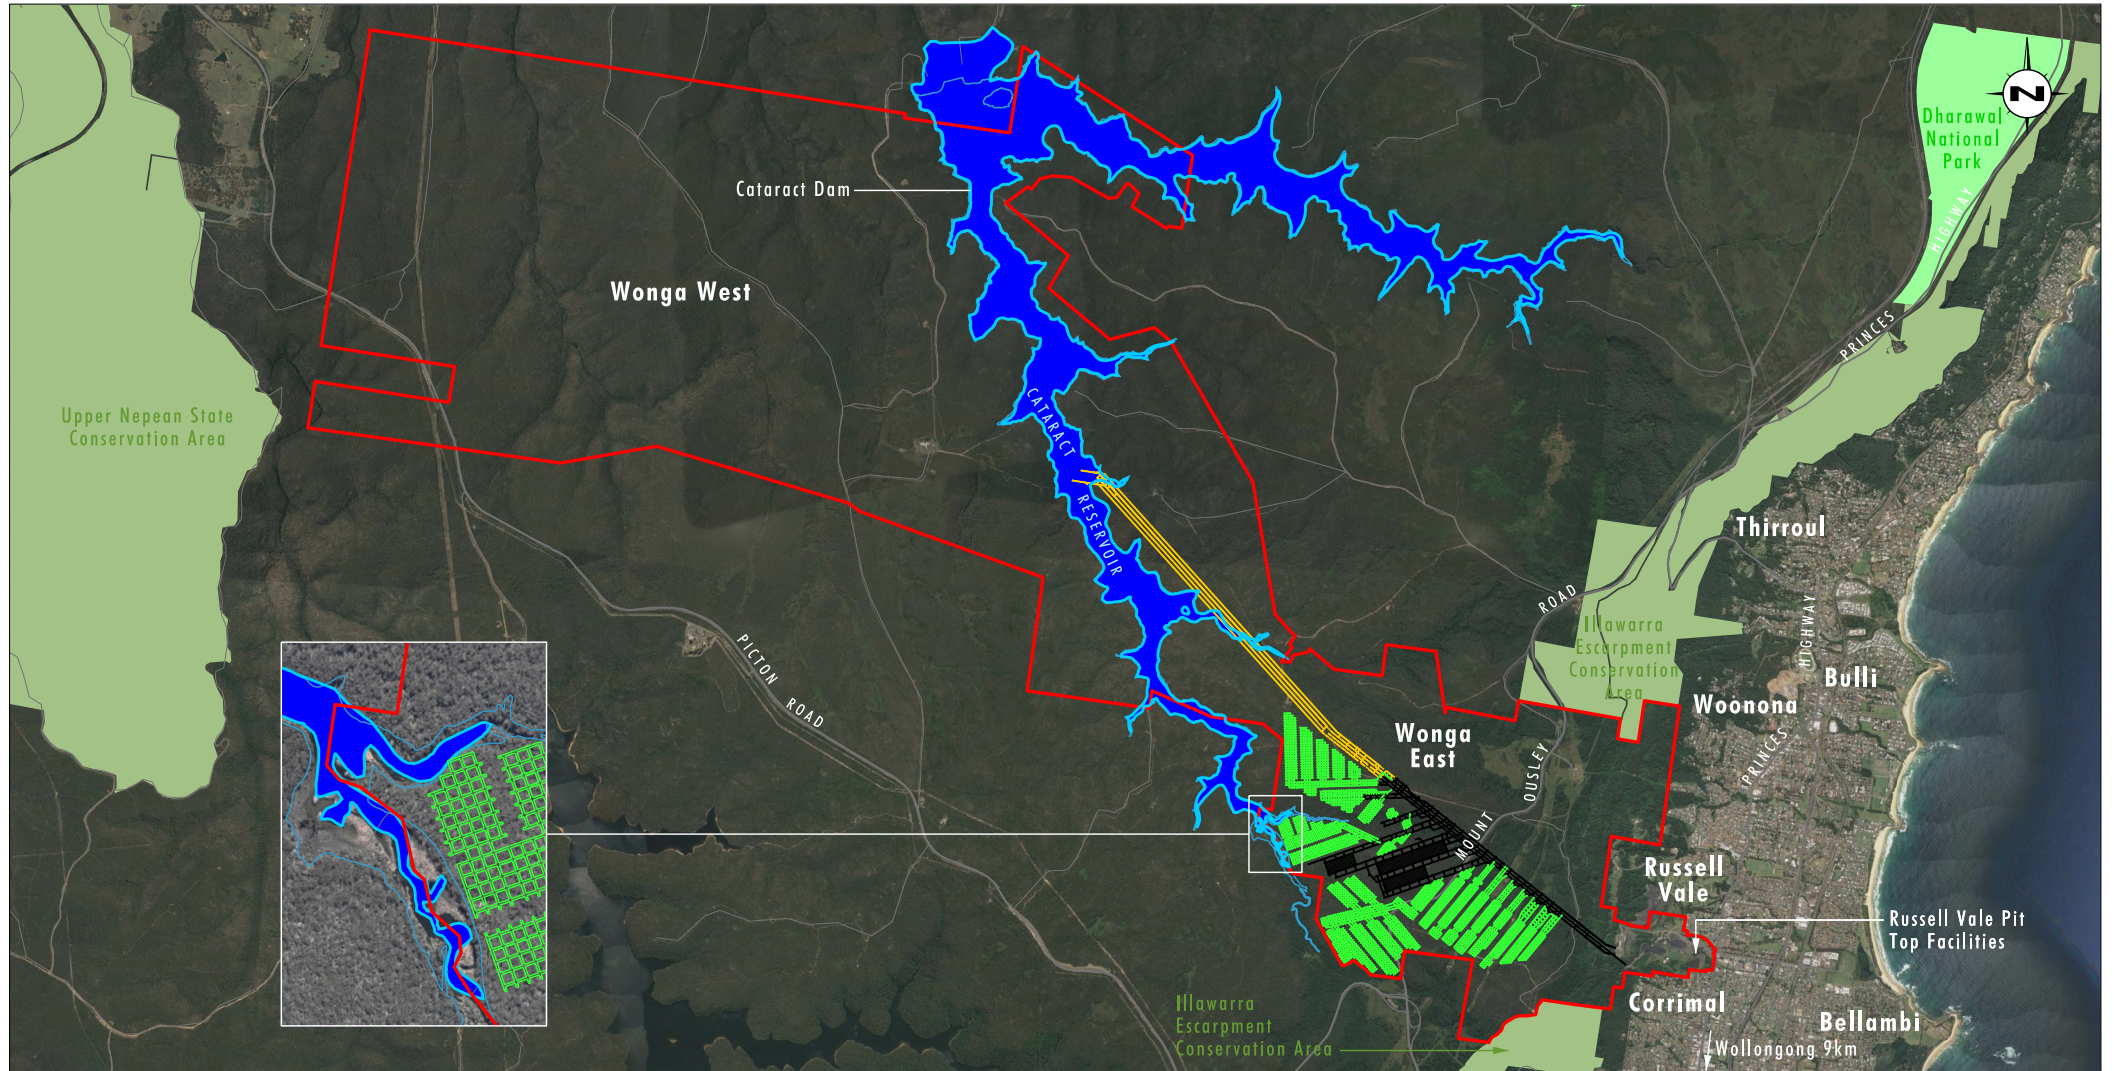 Dharawal
National
Park
N
HIGHWAY
Cataract Dam
Wonga West
PRINCES
Upper Nepean State
Conservation Area
CATARACT
RESERVOIR
Thirroul
ROAD
HIGHWAY
Illawarra
Escarpment
Conservation
Area
Bulli
Woonona
PICTON
ROAD
Wonga
East
OUSLEY
PRINCES
MOUNT
Russell
Vale
Russell Vale Pit
Top Facilities
Illawarra
Escarpment
Conservation Area
Corrimal
Bellambi
Wollongong 9km